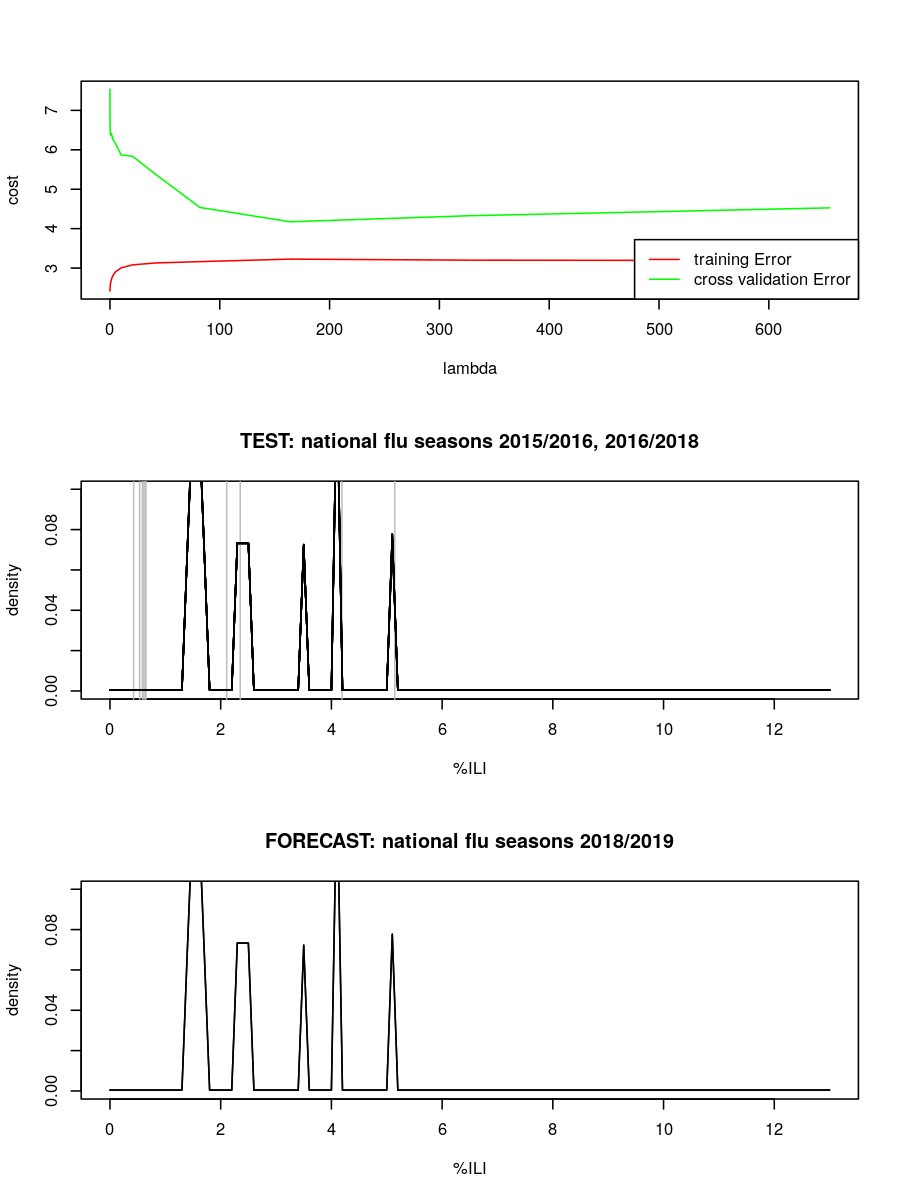 7
6
5
4
3
cost
training Error
cross validation Error
0 100 200 300 400 500 600
lambda
TEST: national flu seasons 2015/2016, 2016/2018
0.08
0.04
0.00
density
0 2 4 6 8 10 12
%ILI
FORECAST: national flu seasons 2018/2019
0.08
0.04
0.00
density
0 2 4 6 8 10 12
%ILI